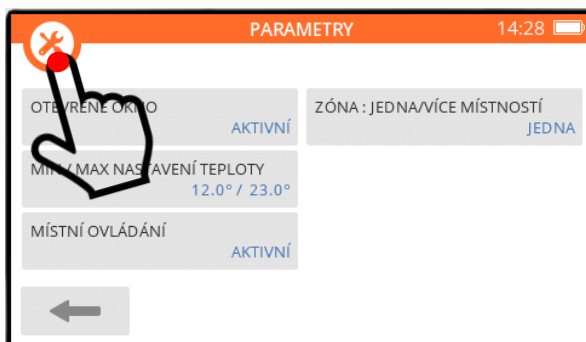 PARAMETRY 14:28
OTEVŘENÉ OKNO
AKTIVNÍ
ZÓNA : JEDNA/VÍCE MÍSTNOSTÍ
JEDNA
MIN / MAX NASTAVENÍ TEPLOTY
12.0° / 23.0°
MÍSTNÍ OVLÁDÁNÍ
AKTIVNÍ